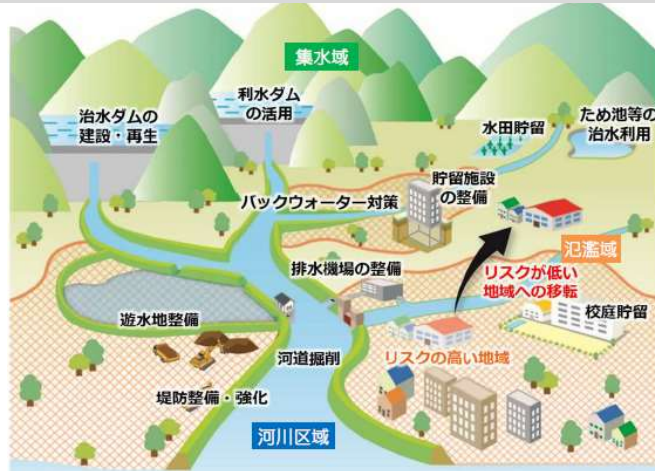 集水域
治水ダムの
建設・再生
利水ダム
の活用
水田貯留
ため池等の
治水利用
バックウォーター対策
貯留施設
の整備
氾濫域
排水機場の整備
リスクが低い
地域への移転
遊水地整備
校庭貯留
河道掘削
リスクの高い地域
堤防整備・強化
河川区域